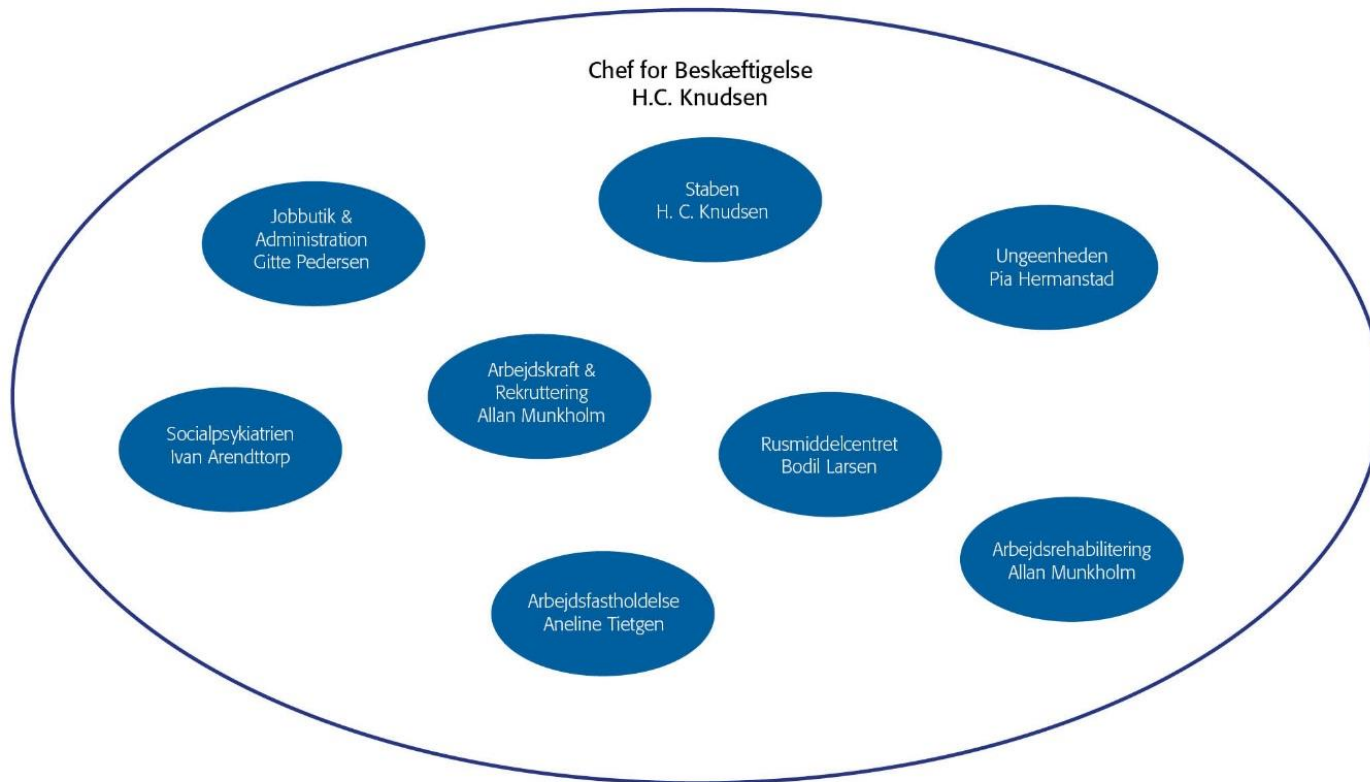 Chef for Beskæftigelse
H.C. Knudsen
Staben
H. C. Knudsen
Jobbutik &
Administration
Gitte Pedersen
Ungeenheden
Pia Hermanstad
Arbejdskraft &
Rekruttering
Allan Munkholm
Socialpsykiatrien
Ivan Arendttorp
Rusmiddelcentret
Bodil Larsen
Arbejdsrehabilitering
Allan Munkholm
Arbejdsfastholdelse
Aneline Tietgen